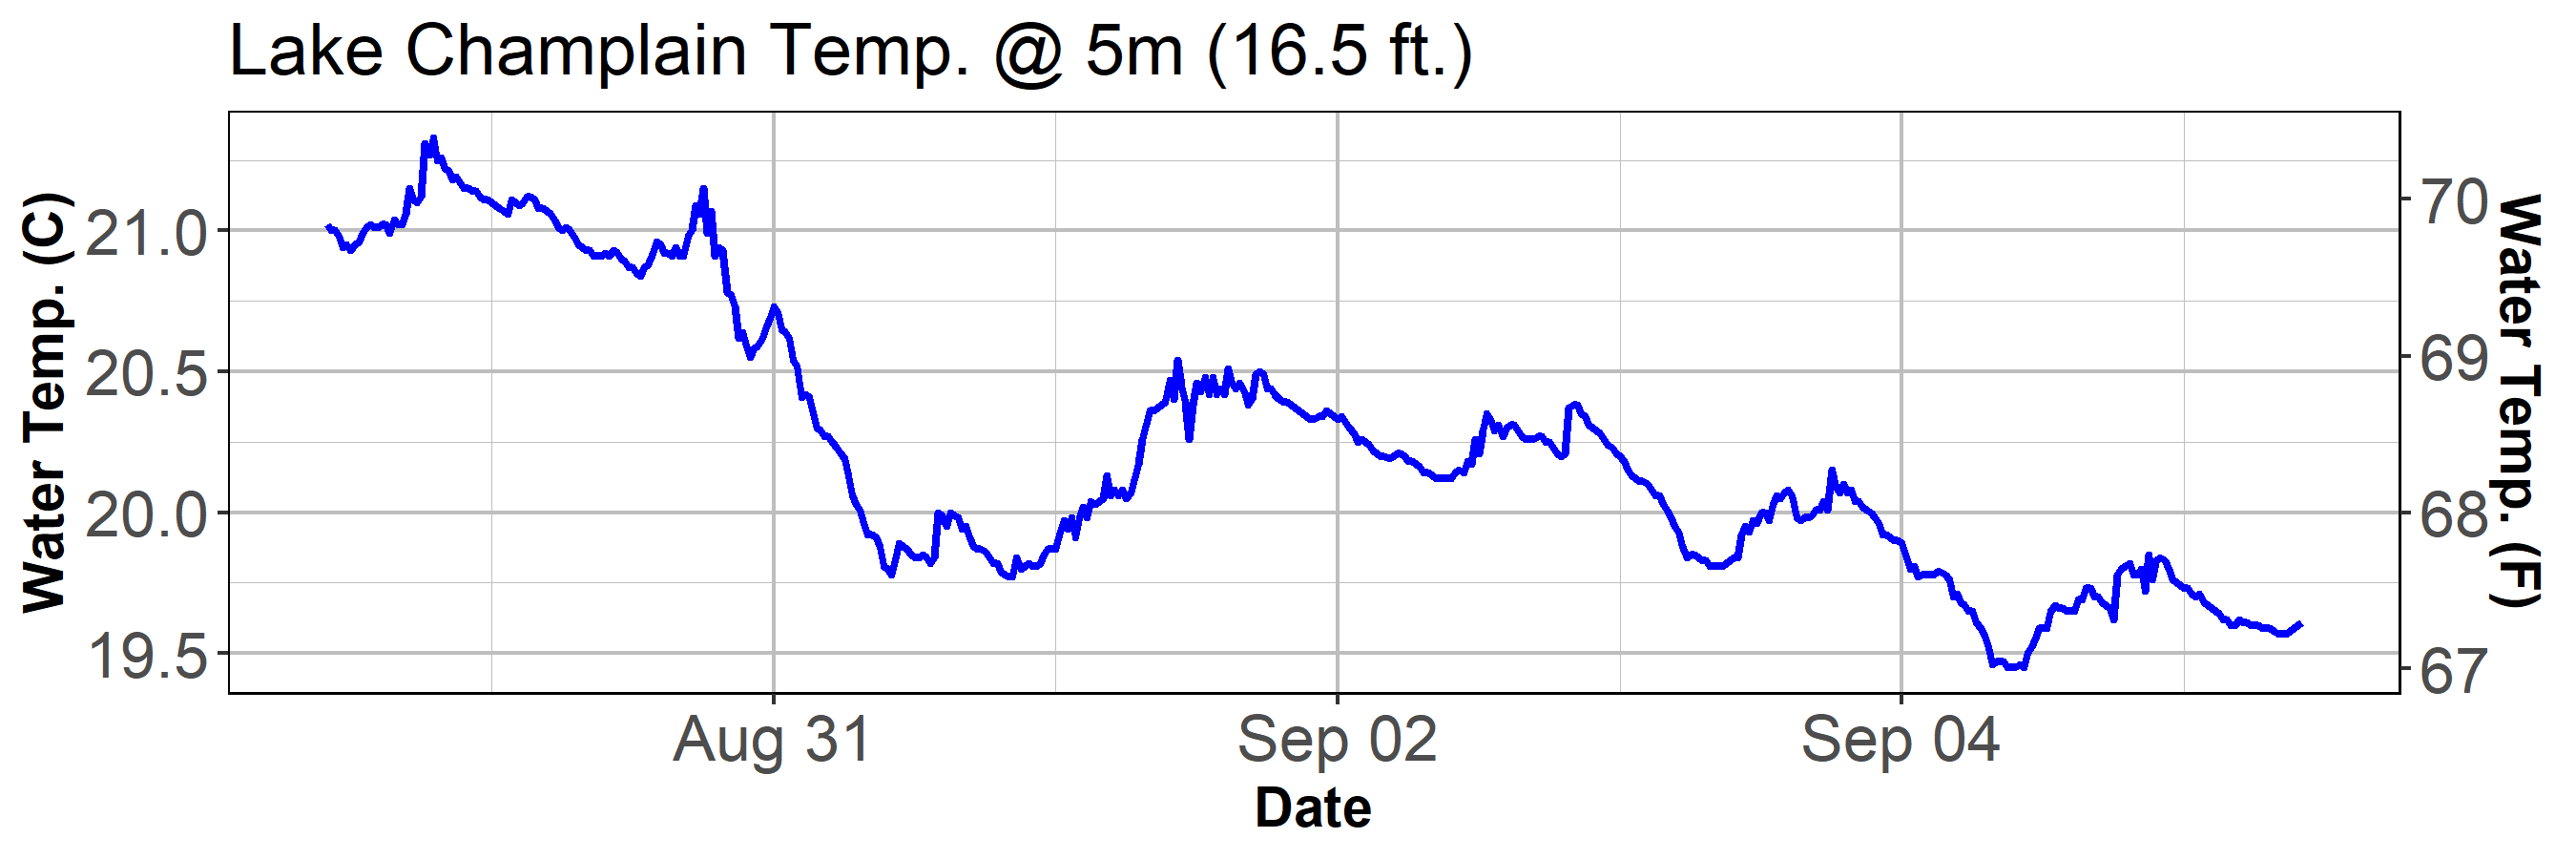 Lake Champlain Temp. @ 5m (16.5 ft.)
Water Temp. (C)
21.0
20.5
20.0
19.5
70
69
68
67
Water Temp. (F)
Aug 31 Sep 02 Sep 04
Date